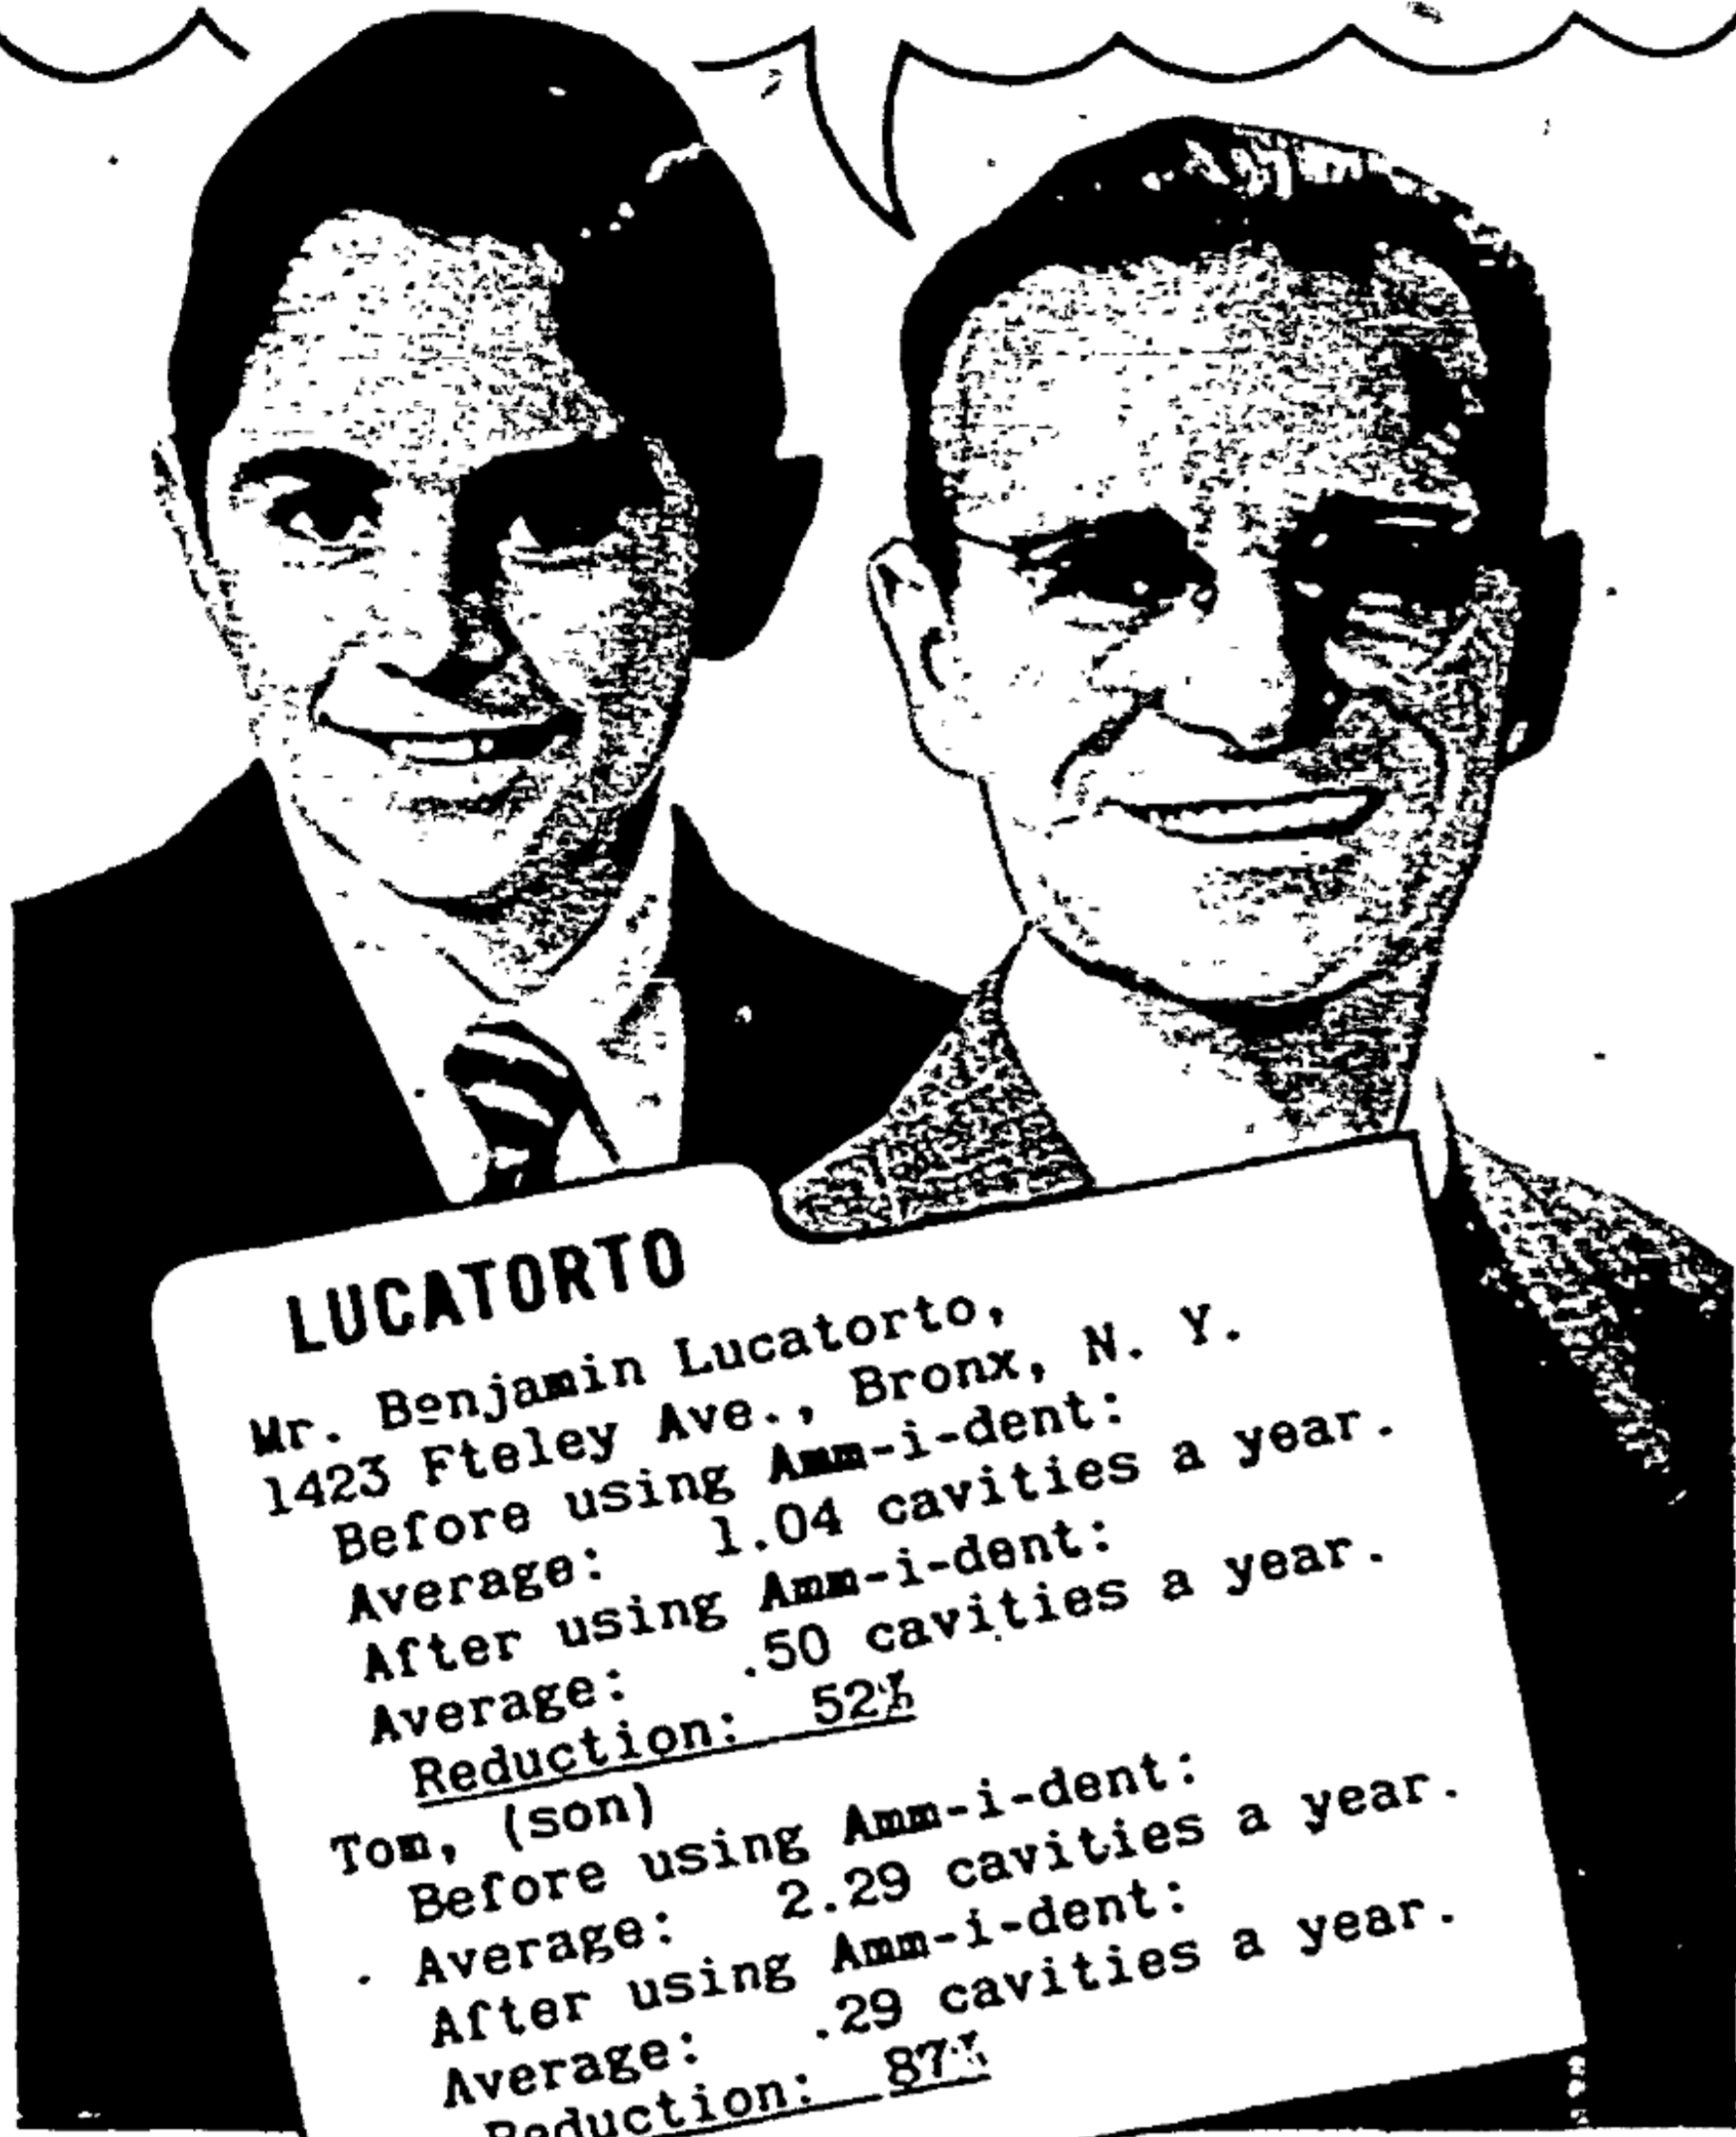 LUCATORTO
Mr. Benjamin Lucatorto,
1423 Fteley Ave., Bronx, N. Y.
Before using Amm-i-dent:
Average: 1.04 cavities a year.
After using Amm-i-dent:
Average: .50 cavities a year.
Reduction: 52%
Tom, (son)
Before using Amm-i-dent:
Average: 2.29 cavities a year.
After using Amm-i-dent:
Average: .29 cavities a year.
Reduction: 87%